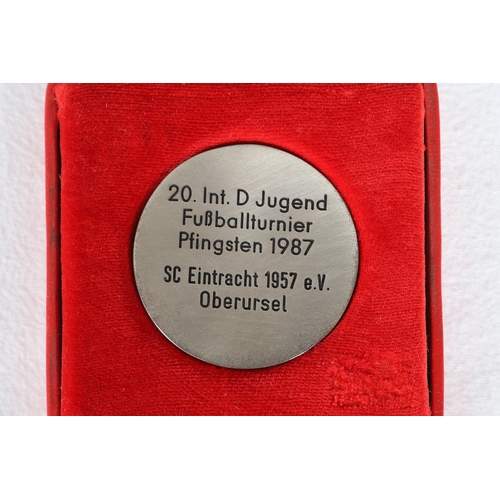 20. Int. D Jugend
Fußballturnier
Pfingsten 1987
SC Eintracht 1957 e.V.
Oberursel